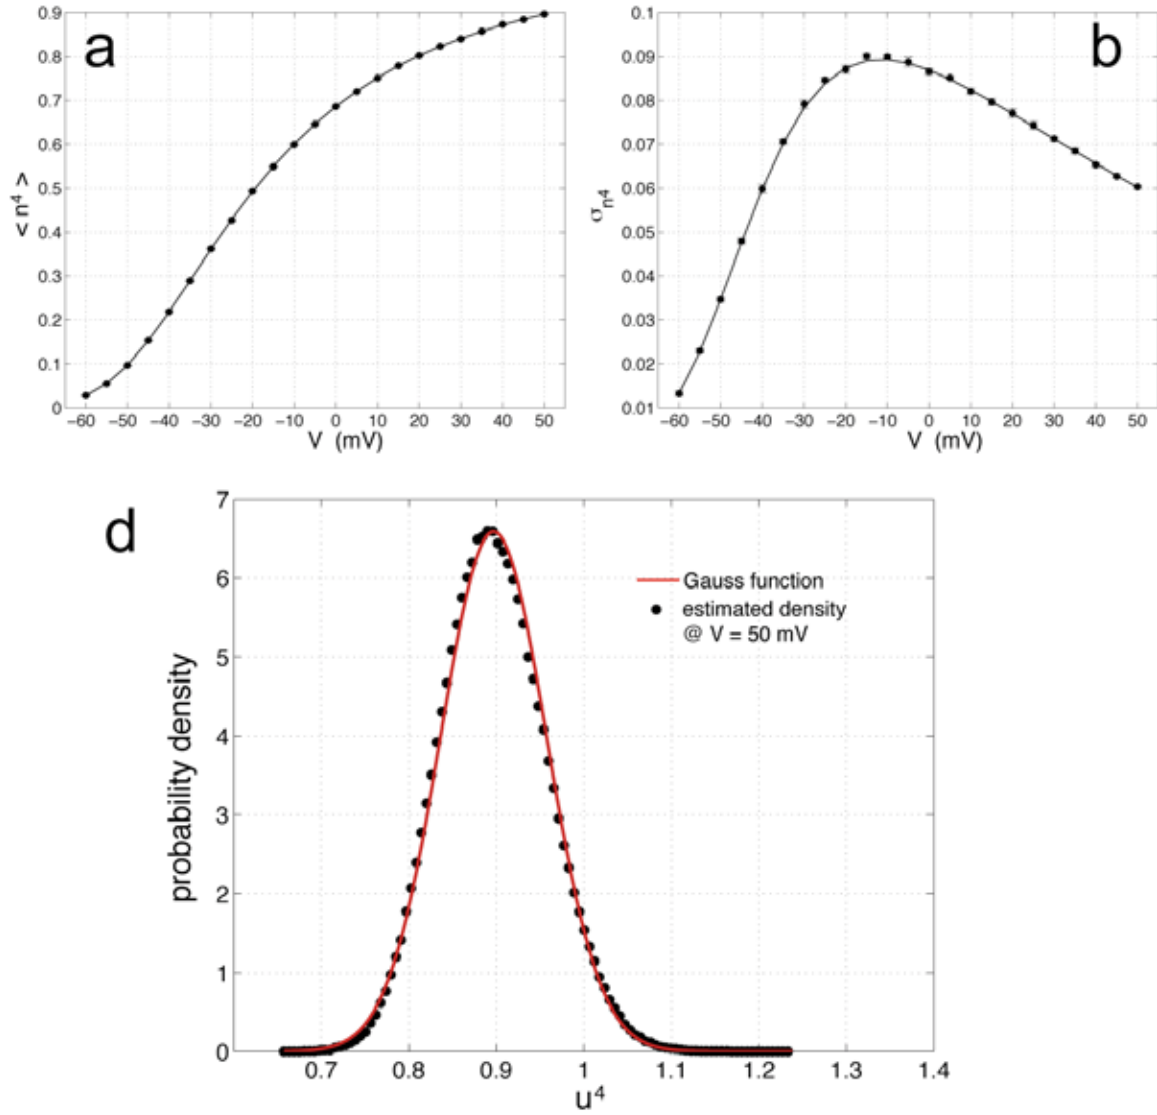 a
0.9
0.8
0.7
0.6
0.5
0.4
0.3
0.2
0.1
0
< n⁴ >
−60 −50 −40 −30 −20 −10 0 10 20 30 40 50
V (mV)
b
0.1
0.09
0.08
0.07
0.06
0.05
0.04
0.03
0.02
0.01
σn⁴
−60 −50 −40 −30 −20 −10 0 10 20 30 40 50
V (mV)
d
7
6
5
4
3
2
1
0
probability density
Gauss function
estimated density
@ V = 50 mV
0.7 0.8 0.9 1 1.1 1.2 1.3 1.4
u⁴